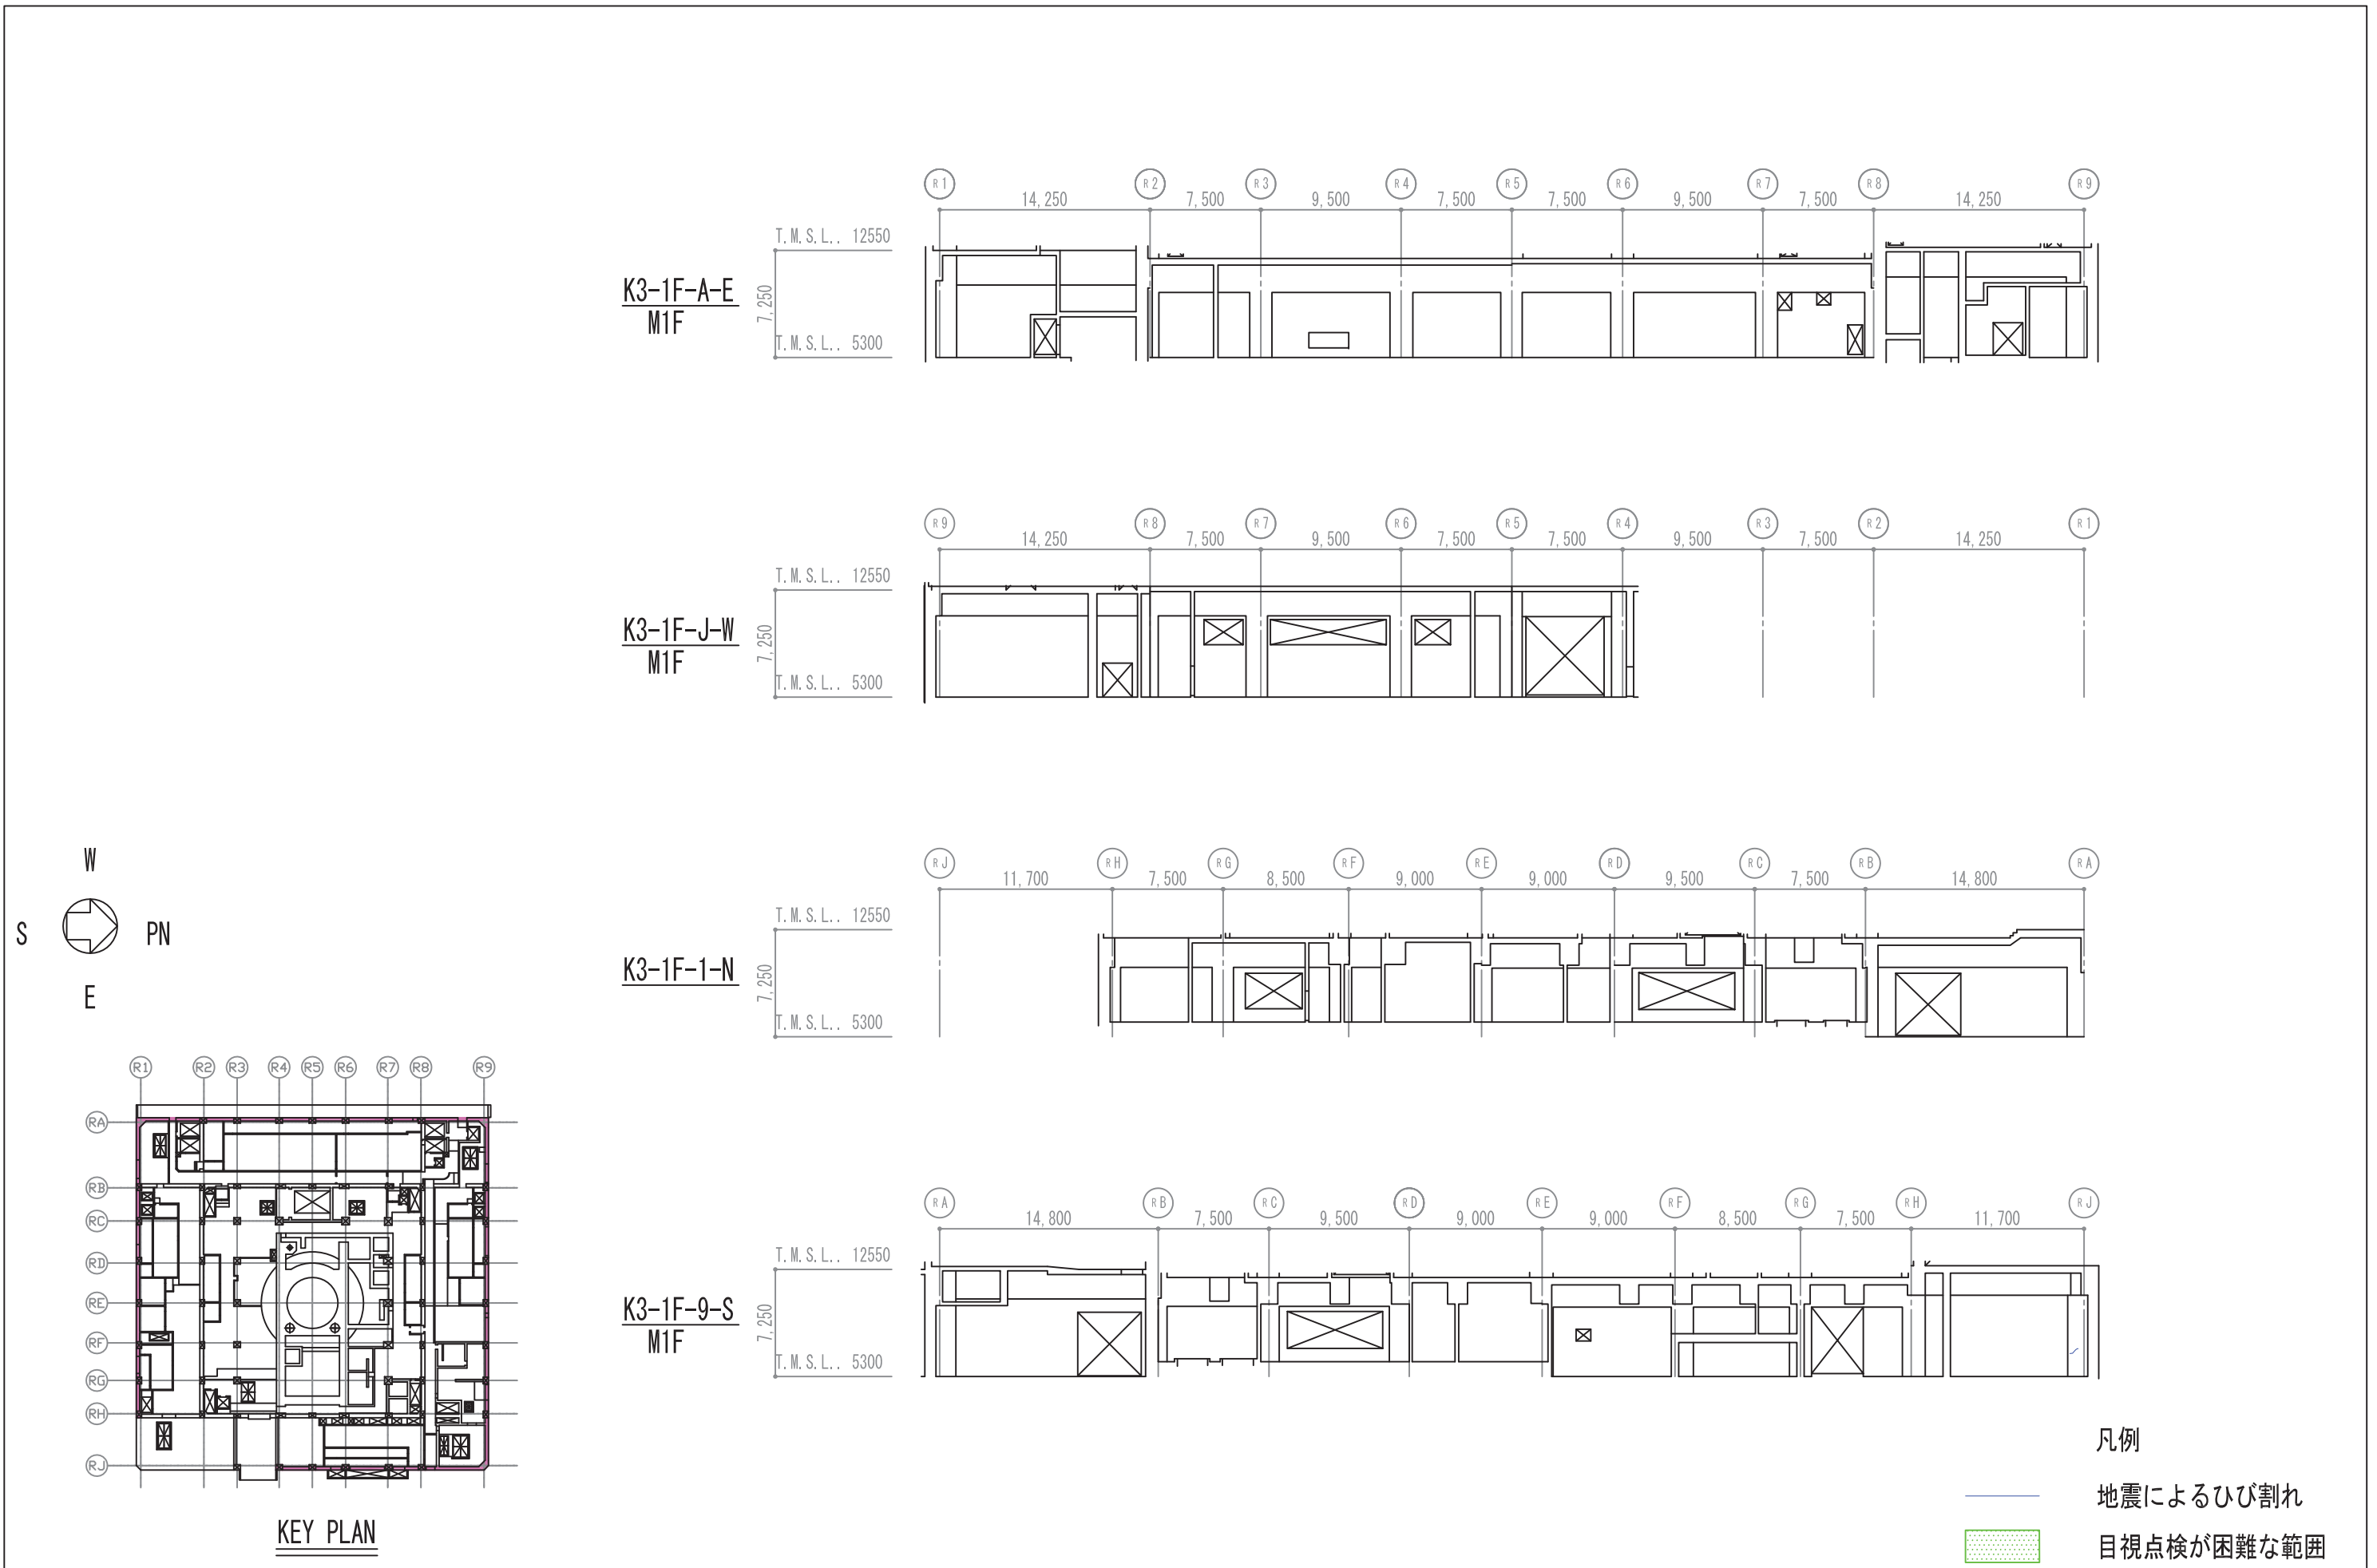 R1 R2 R3 R4 R5 R6 R7 R8 R9
14,250 7,500 9,500 7,500 7,500 9,500 7,500 14,250
T.M.S.L.. 12550
K3-1F-A-E
M1F
7,250
T.M.S.L.. 5300
R9 R8 R7 R6 R5 R4 R3 R2 R1
14,250 7,500 9,500 7,500 7,500 9,500 7,500 14,250
T.M.S.L.. 12550
K3-1F-J-W
M1F
7,250
T.M.S.L.. 5300
RJ RH RG RF RE RD RC RB RA
11,700 7,500 8,500 9,000 9,000 9,500 7,500 14,800
T.M.S.L.. 12550
K3-1F-1-N
7,250
T.M.S.L.. 5300
RA RB RC RD RE RF RG RH RJ
14,800 7,500 9,500 9,000 9,000 8,500 7,500 11,700
T.M.S.L.. 12550
K3-1F-9-S
M1F
7,250
T.M.S.L.. 5300
W
S PN
E
R1 R2 R3 R4 R5 R6 R7 R8 R9
RA
RB
RC
RD
RE
RF
RG
RH
RJ
KEY PLAN
凡例
地震によるひび割れ
目視点検が困難な範囲